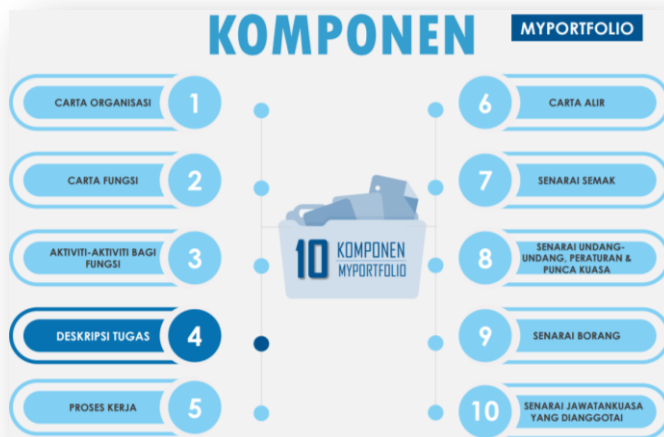 KOMPONEN
MYPORTFOLIO
CARTA ORGANISASI 1
CARTA FUNGSI 2
AKTIVITI-AKTIVITI BAGI
FUNGSI 3
DESKRIPSI TUGAS 4
PROSES KERJA 5
10 KOMPONEN
MYPORTFOLIO
6 CARTA ALIR
7 SENARAI SEMAK
8 SENARAI UNDANG-
UNDANG, PERATURAN &
PUNCA KUASA
9 SENARAI BORANG
10 SENARAI JAWATANKUASA
YANG DIANGGOTAI